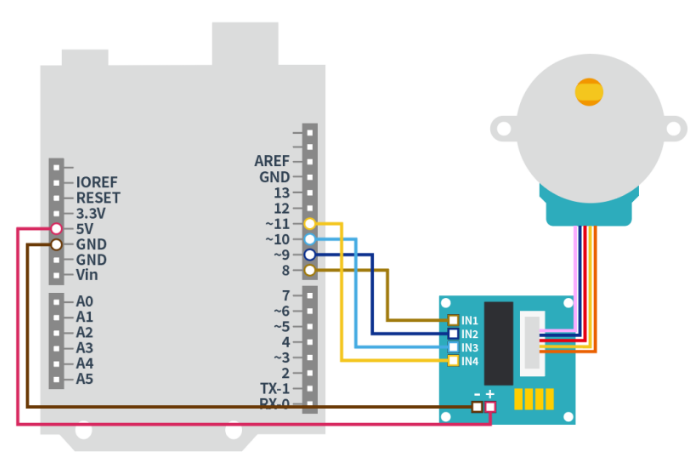 IOREF
RESET
3.3V
5V
GND
GND
Vin
A0
A1
A2
A3
A4
A5
AREF
GND
13
12
~11
~10
~9
8
7
~6
~5
4
~3
2
TX-1
RX-0
IN1
IN2
IN3
IN4
- +